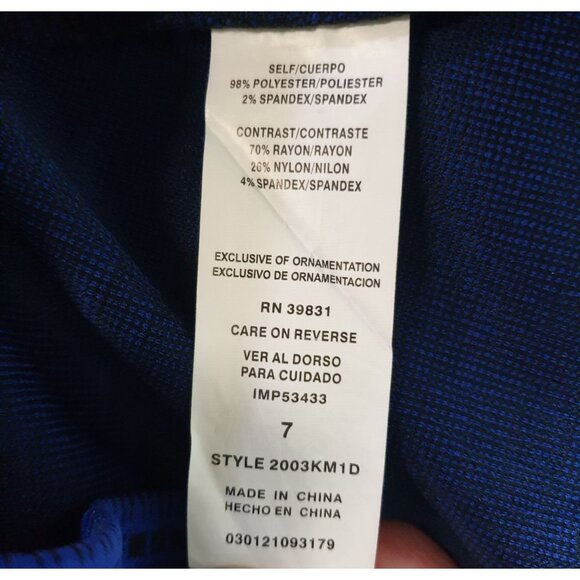 SELF/CUERPO
98% POLYESTER/POLIESTER
2% SPANDEX/SPANDEX
CONTRAST/CONTRASTE
70% RAYON/RAYON
26% NYLON/NILON
4% SPANDEX/SPANDEX
EXCLUSIVE OF ORNAMENTATION
EXCLUSIVO DE ORNAMENTACION
RN 39831
CARE ON REVERSE
VER AL DORSO
PARA CUIDADO
IMP53433
7
STYLE 2003KM1D
MADE IN CHINA
HECHO EN CHINA
030121093179